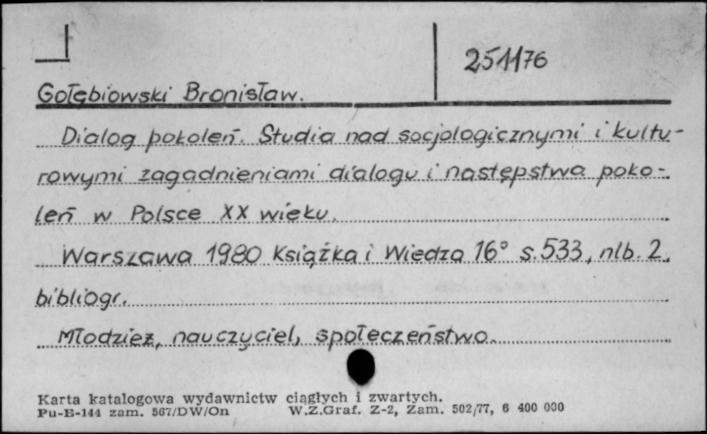 251176
Gołębiowski Bronisław.
Dialog pokoleń. Studia nad socjologicznymi i kultu-
rowymi zagadnieniami dialogu i następstwa poko-
leń w Polsce XX wieku.
Warszawa 1980 Książka i Wiedza 16° s.533, nlb. 2,
bibliogr.
Młodzież, nauczyciel, społeczeństwo.
Karta katalogowa wydawnictw ciągłych i zwartych.
Pu-B-144 zam. 567/DW/On W.Z.Graf. Z-2, Zam. 502/77, 6 400 000